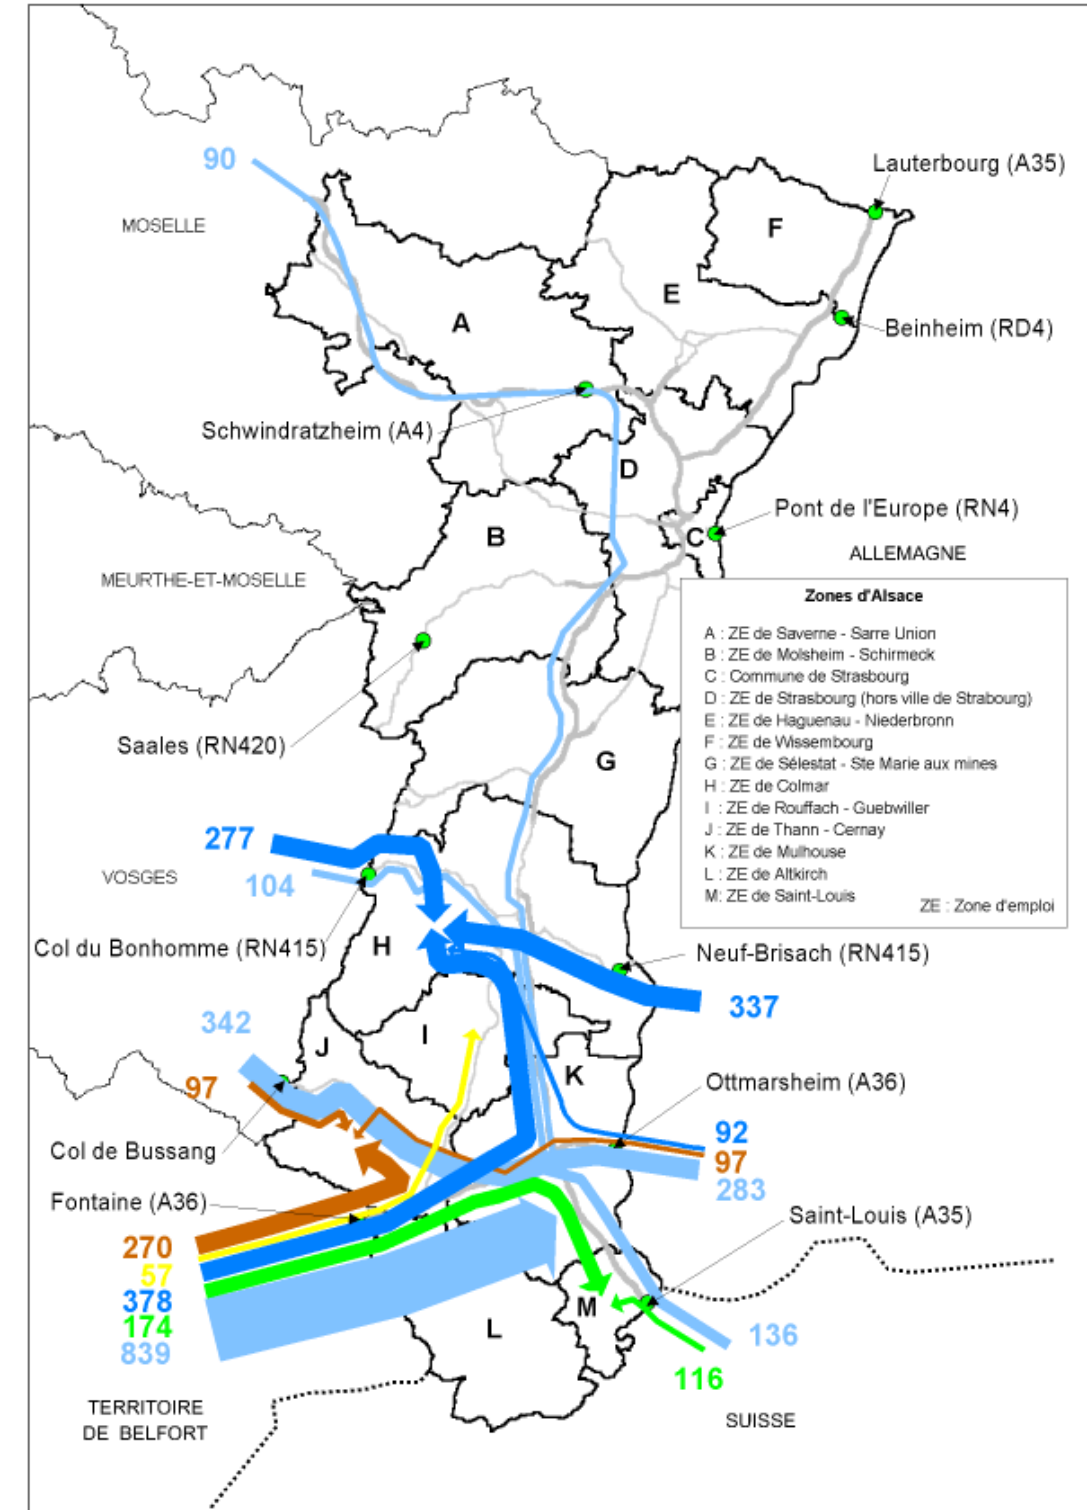 90
Lauterbourg (A35)
MOSELLE
F
E
A
Beinheim (RD4)
Schwindratzheim (A4)
D
Pont de l'Europe (RN4)
B
C
ALLEMAGNE
MEURTHE-ET-MOSELLE
Zones d'Alsace
A : ZE de Saverne - Sarre Union
B : ZE de Molsheim - Schirmeck
C : Commune de Strasbourg
D : ZE de Strasbourg (hors ville de Strabourg)
E : ZE de Haguenau - Niederbronn
F : ZE de Wissembourg
G : ZE de Sélestat - Ste Marie aux mines
H : ZE de Colmar
I : ZE de Rouffach - Guebwiller
J : ZE de Thann - Cernay
K : ZE de Mulhouse
L : ZE de Altkirch
M: ZE de Saint-Louis
ZE : Zone d'emploi
Saales (RN420)
G
277
VOSGES
104
Col du Bonhomme (RN415)
H
Neuf-Brisach (RN415)
337
342
J
I
K
97
Ottmarsheim (A36)
92
97
283
Col de Bussang
Fontaine (A36)
Saint-Louis (A35)
270
57
378
174
839
M
L
136
116
TERRITOIRE
DE BELFORT
SUISSE